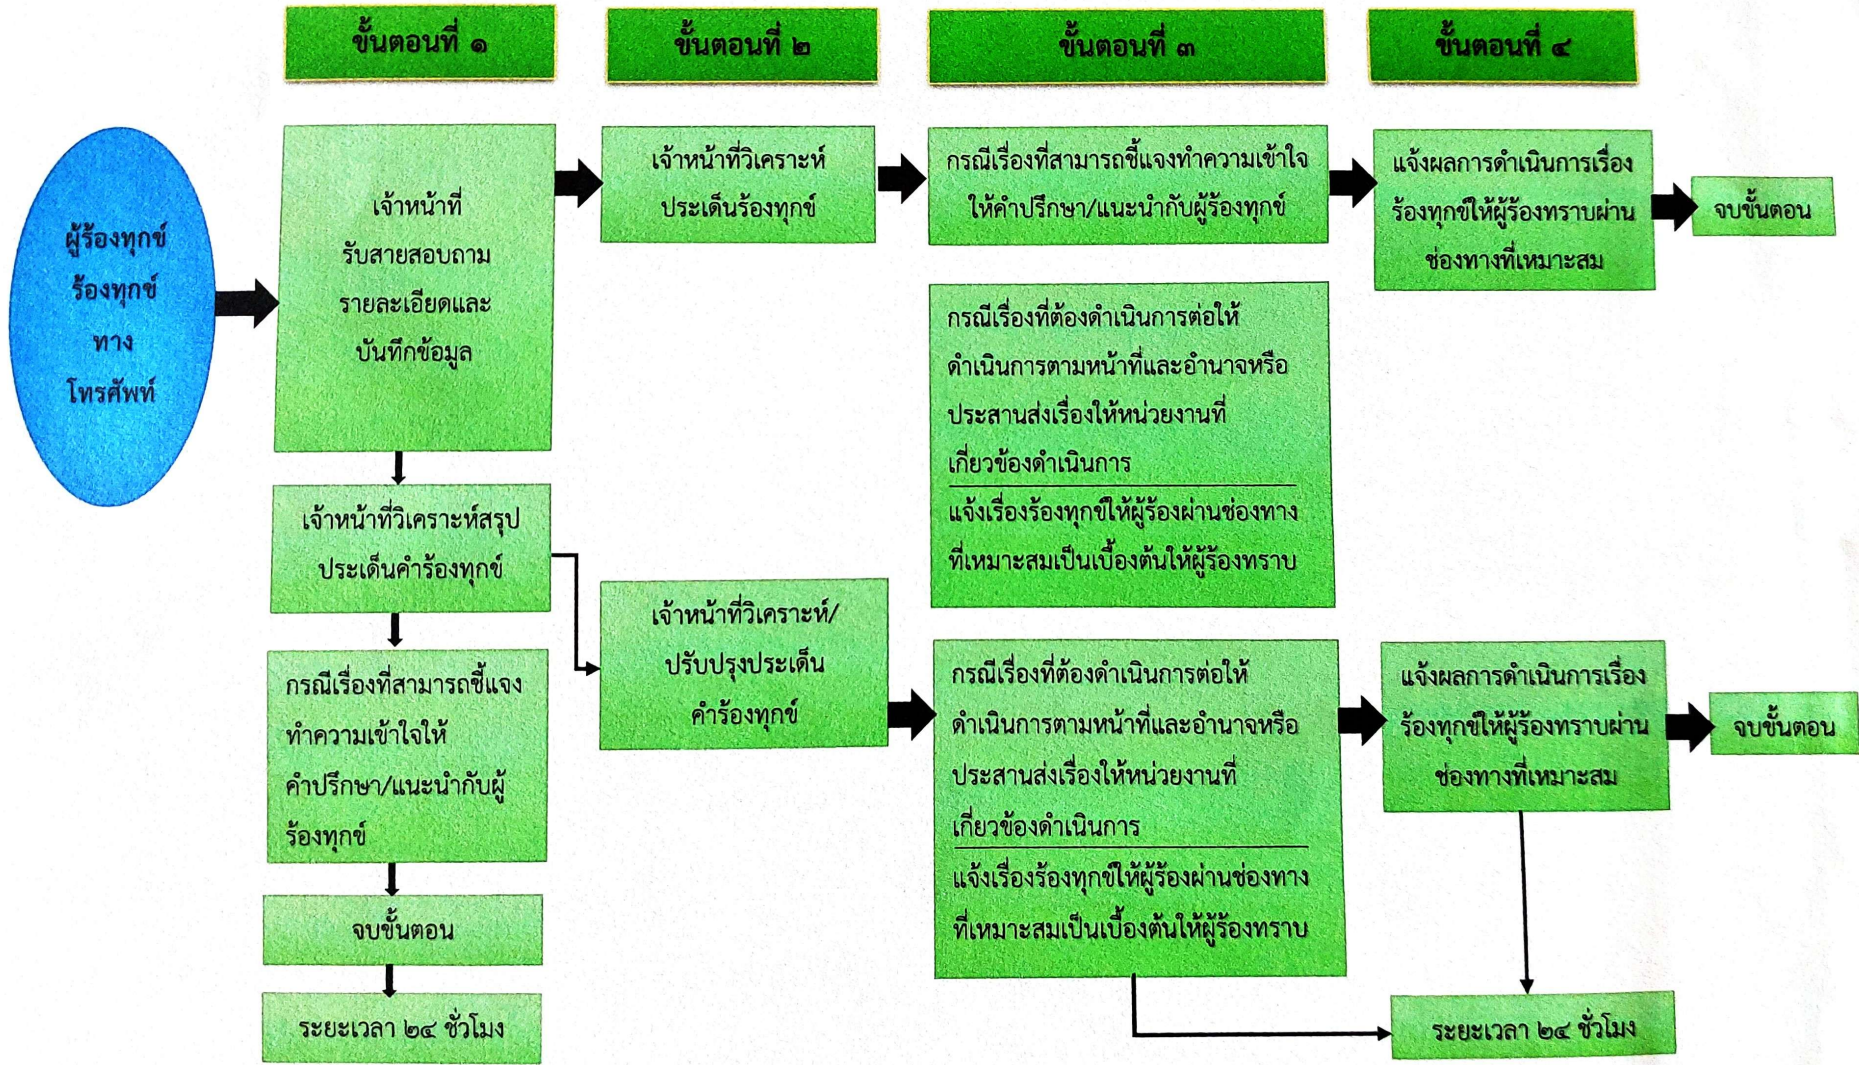 ขั้นตอนที่ ๑
ขั้นตอนที่ ๒
ขั้นตอนที่ ๓
ขั้นตอนที่ ๔
ผู้ร้องทุกข์
ร้องทุกข์
ทาง
โทรศัพท์
เจ้าหน้าที่
รับสายสอบถาม
รายละเอียดและ
บันทึกข้อมูล
เจ้าหน้าที่วิเคราะห์
ประเด็นร้องทุกข์
กรณีเรื่องที่สามารถชี้แจงทำความเข้าใจ
ให้คำปรึกษา/แนะนำกับผู้ร้องทุกข์
แจ้งผลการดำเนินการเรื่อง
ร้องทุกข์ให้ผู้ร้องทราบผ่าน
ช่องทางที่เหมาะสม
จบขั้นตอน
กรณีเรื่องที่ต้องดำเนินการต่อให้
ดำเนินการตามหน้าที่และอำนาจหรือ
ประสานส่งเรื่องให้หน่วยงานที่
เกี่ยวข้องดำเนินการ
แจ้งเรื่องร้องทุกข์ให้ผู้ร้องผ่านช่องทาง
ที่เหมาะสมเป็นเบื้องต้นให้ผู้ร้องทราบ
เจ้าหน้าที่วิเคราะห์สรุป
ประเด็นคำร้องทุกข์
กรณีเรื่องที่สามารถชี้แจง
ทำความเข้าใจให้
คำปรึกษา/แนะนำกับผู้
ร้องทุกข์
จบขั้นตอน
ระยะเวลา ๒๔ ชั่วโมง
เจ้าหน้าที่วิเคราะห์/
ปรับปรุงประเด็น
คำร้องทุกข์
กรณีเรื่องที่ต้องดำเนินการต่อให้
ดำเนินการตามหน้าที่และอำนาจหรือ
ประสานส่งเรื่องให้หน่วยงานที่
เกี่ยวข้องดำเนินการ
แจ้งเรื่องร้องทุกข์ให้ผู้ร้องผ่านช่องทาง
ที่เหมาะสมเป็นเบื้องต้นให้ผู้ร้องทราบ
แจ้งผลการดำเนินการเรื่อง
ร้องทุกข์ให้ผู้ร้องทราบผ่าน
ช่องทางที่เหมาะสม
จบขั้นตอน
ระยะเวลา ๒๔ ชั่วโมง